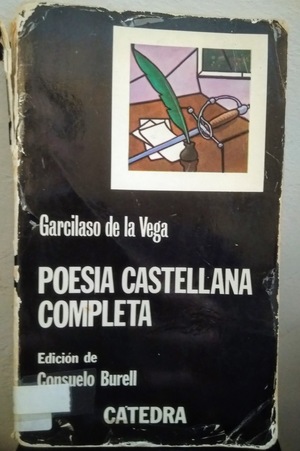 Garcilaso de la Vega
POESIA CASTELLANA
COMPLETA
Edición de
Consuelo Burell
CATEDRA